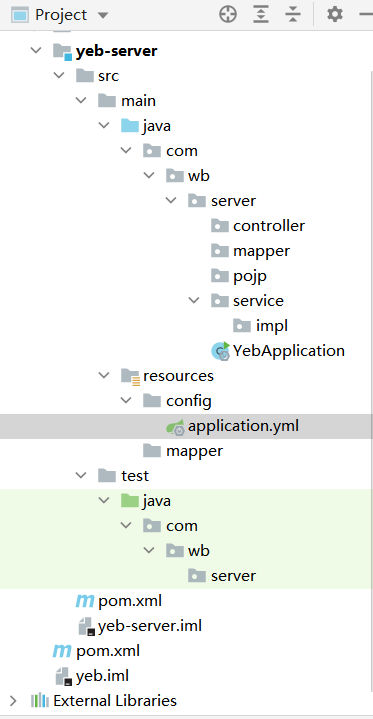 Project
yeb-server
src
main
java
com
wb
server
controller
mapper
pojp
service
impl
YebApplication
resources
config
application.yml
mapper
test
java
com
wb
server
pom.xml
yeb-server.iml
pom.xml
yeb.iml
External Libraries